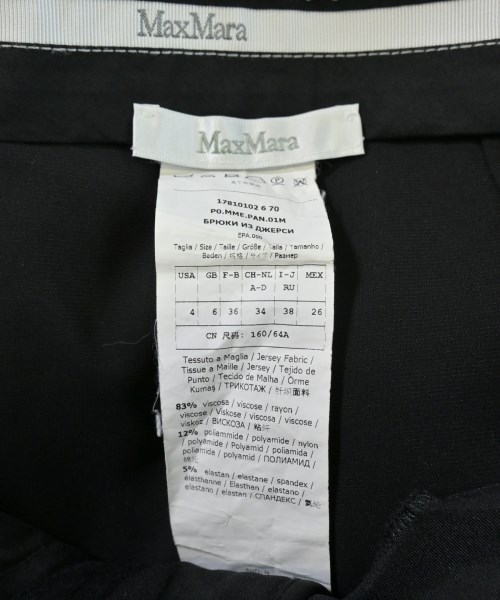 MaxMara
MaxMara
17810102 6 70
PO.MME.PAN.01M
БРЮКИ ИЗ ДЖЕРСИ
Taglia / Size / Taille / Größe / Talla / Tamanho /
Beden / 规格 / サイズ / Размер
USA GB F-B CH-NL I-J MEX
A-D RU
4 6 36 34 38 26
CN 尺码: 160/64A
Tessuto a Maglia / Jersey Fabric /
Tissue a Maille / Jersey / Tejido de
Punto / Tecido de Malha / Örme
Kumaş / ТРИКОТАЖ / 针织面料
83% viscosa / viscose / rayon /
viscose / Viskose / viscosa / viscose /
viskoz / ВИСКОЗА / 粘纤
12% poliammide / polyamide / nylon
/ polyamide / Polyamid / poliamida /
poliamida / polyamid / ПОЛИАМИД /
5% elastan / elastane / spandex /
élasthanne / Elasthan / elastano /
elastano / elastan / СПАНДЕКС /